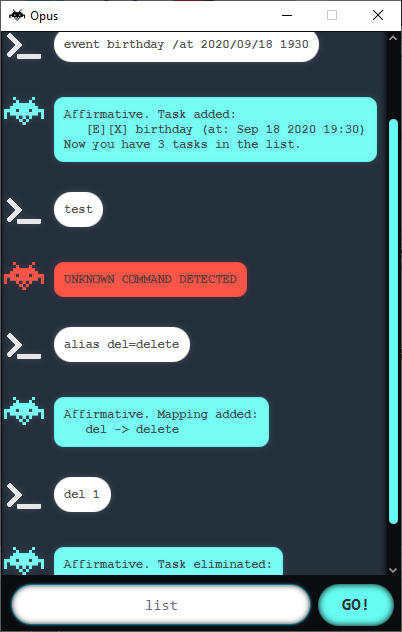 Opus
event birthday /at 2020/09/18 1930
Affirmative. Task added:
[E][X] birthday (at: Sep 18 2020 19:30)
Now you have 3 tasks in the list.
test
UNKNOWN COMMAND DETECTED
alias del=delete
Affirmative. Mapping added:
del -> delete
del 1
Affirmative. Task eliminated:
list
GO!